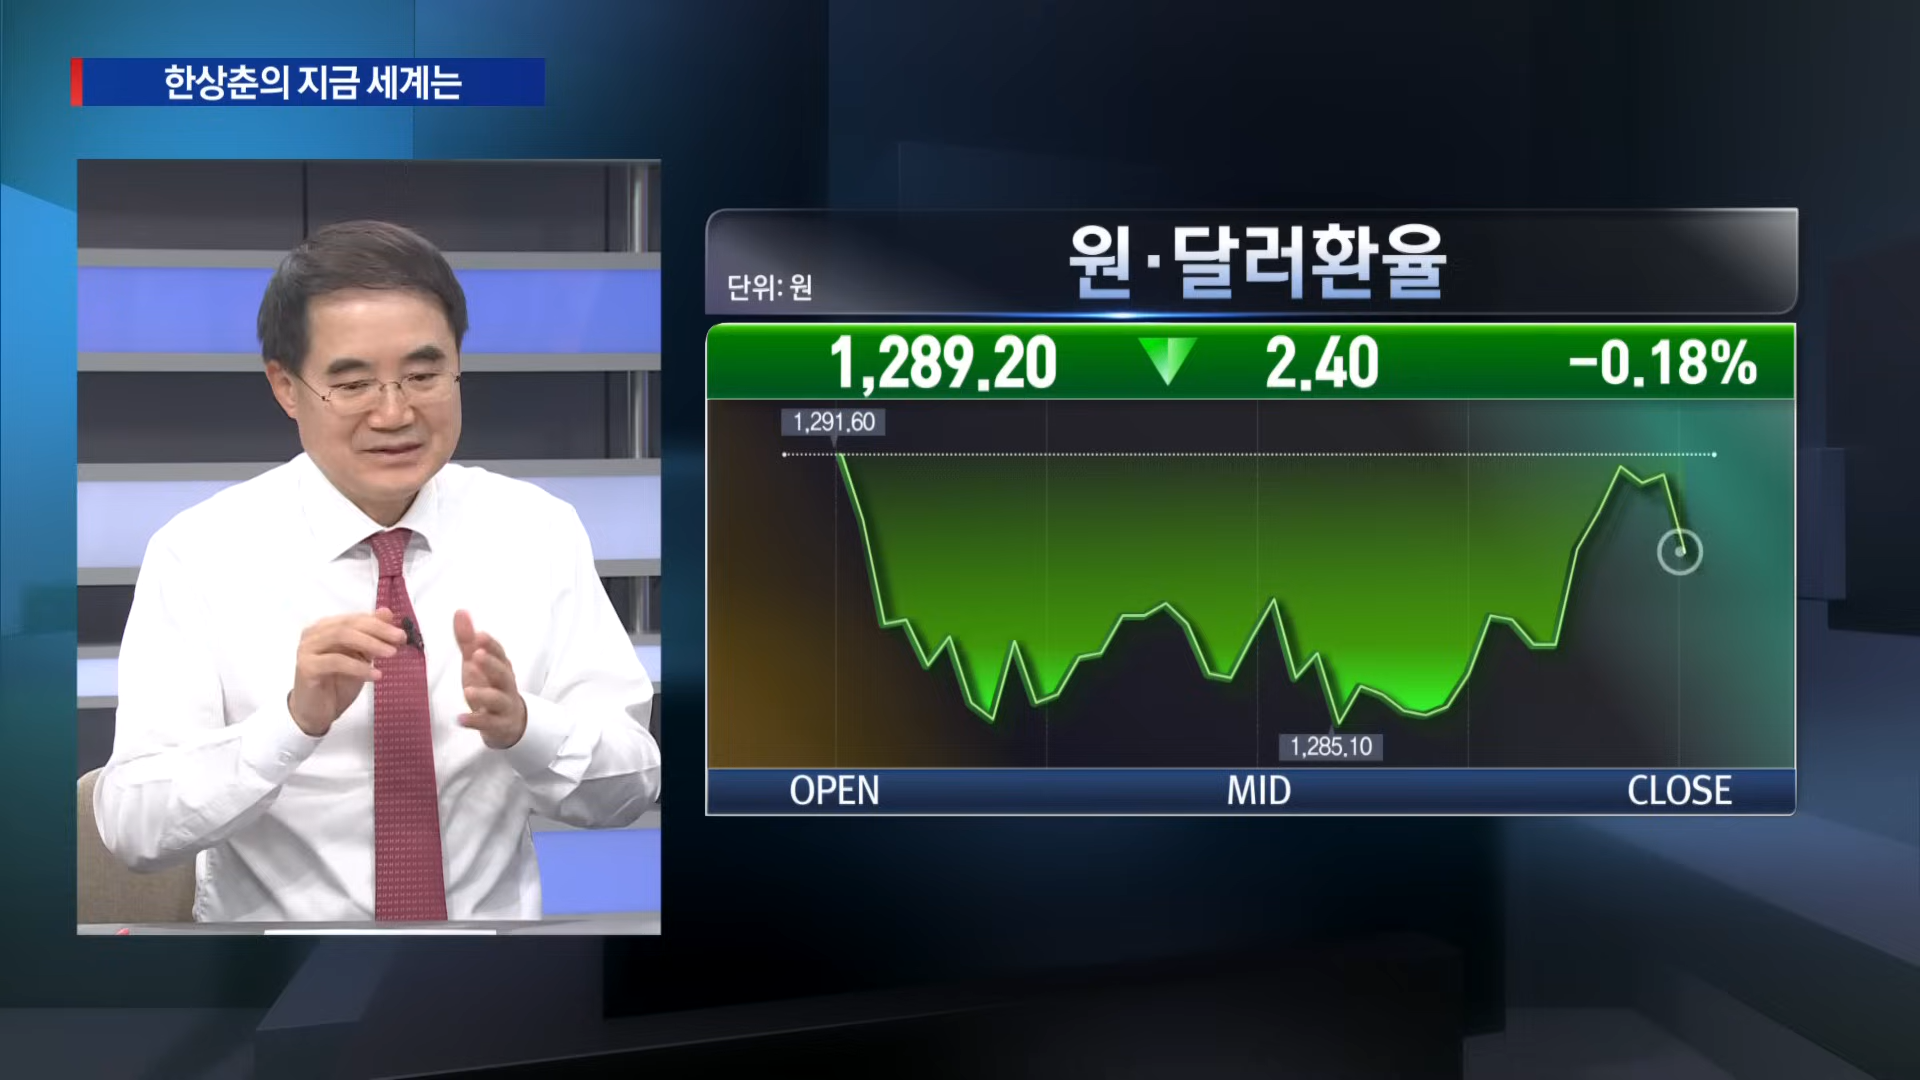 한상춘의 지금 세계는
원·달러환율
단위: 원
1,289.20 ▼ 2.40 -0.18%
1,291.60
1,285.10
OPEN MID CLOSE